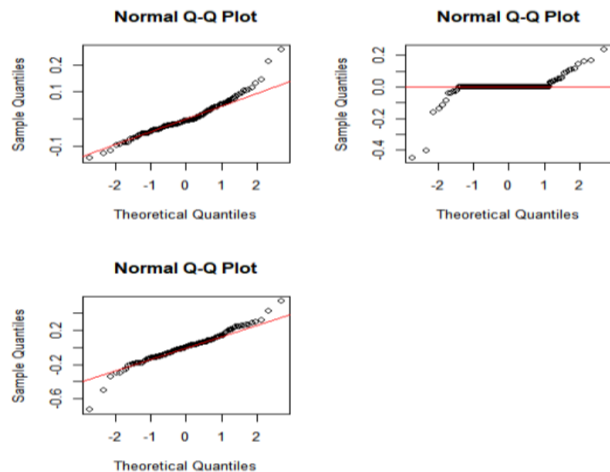 Normal Q-Q Plot
Sample Quantiles
0.2
0.1
-0.1
-2 -1 0 1 2
Theoretical Quantiles
Normal Q-Q Plot
Sample Quantiles
0.2
0.0
-0.2
-0.4
-2 -1 0 1 2
Theoretical Quantiles
Normal Q-Q Plot
Sample Quantiles
0.2
-0.2
-0.6
-2 -1 0 1 2
Theoretical Quantiles